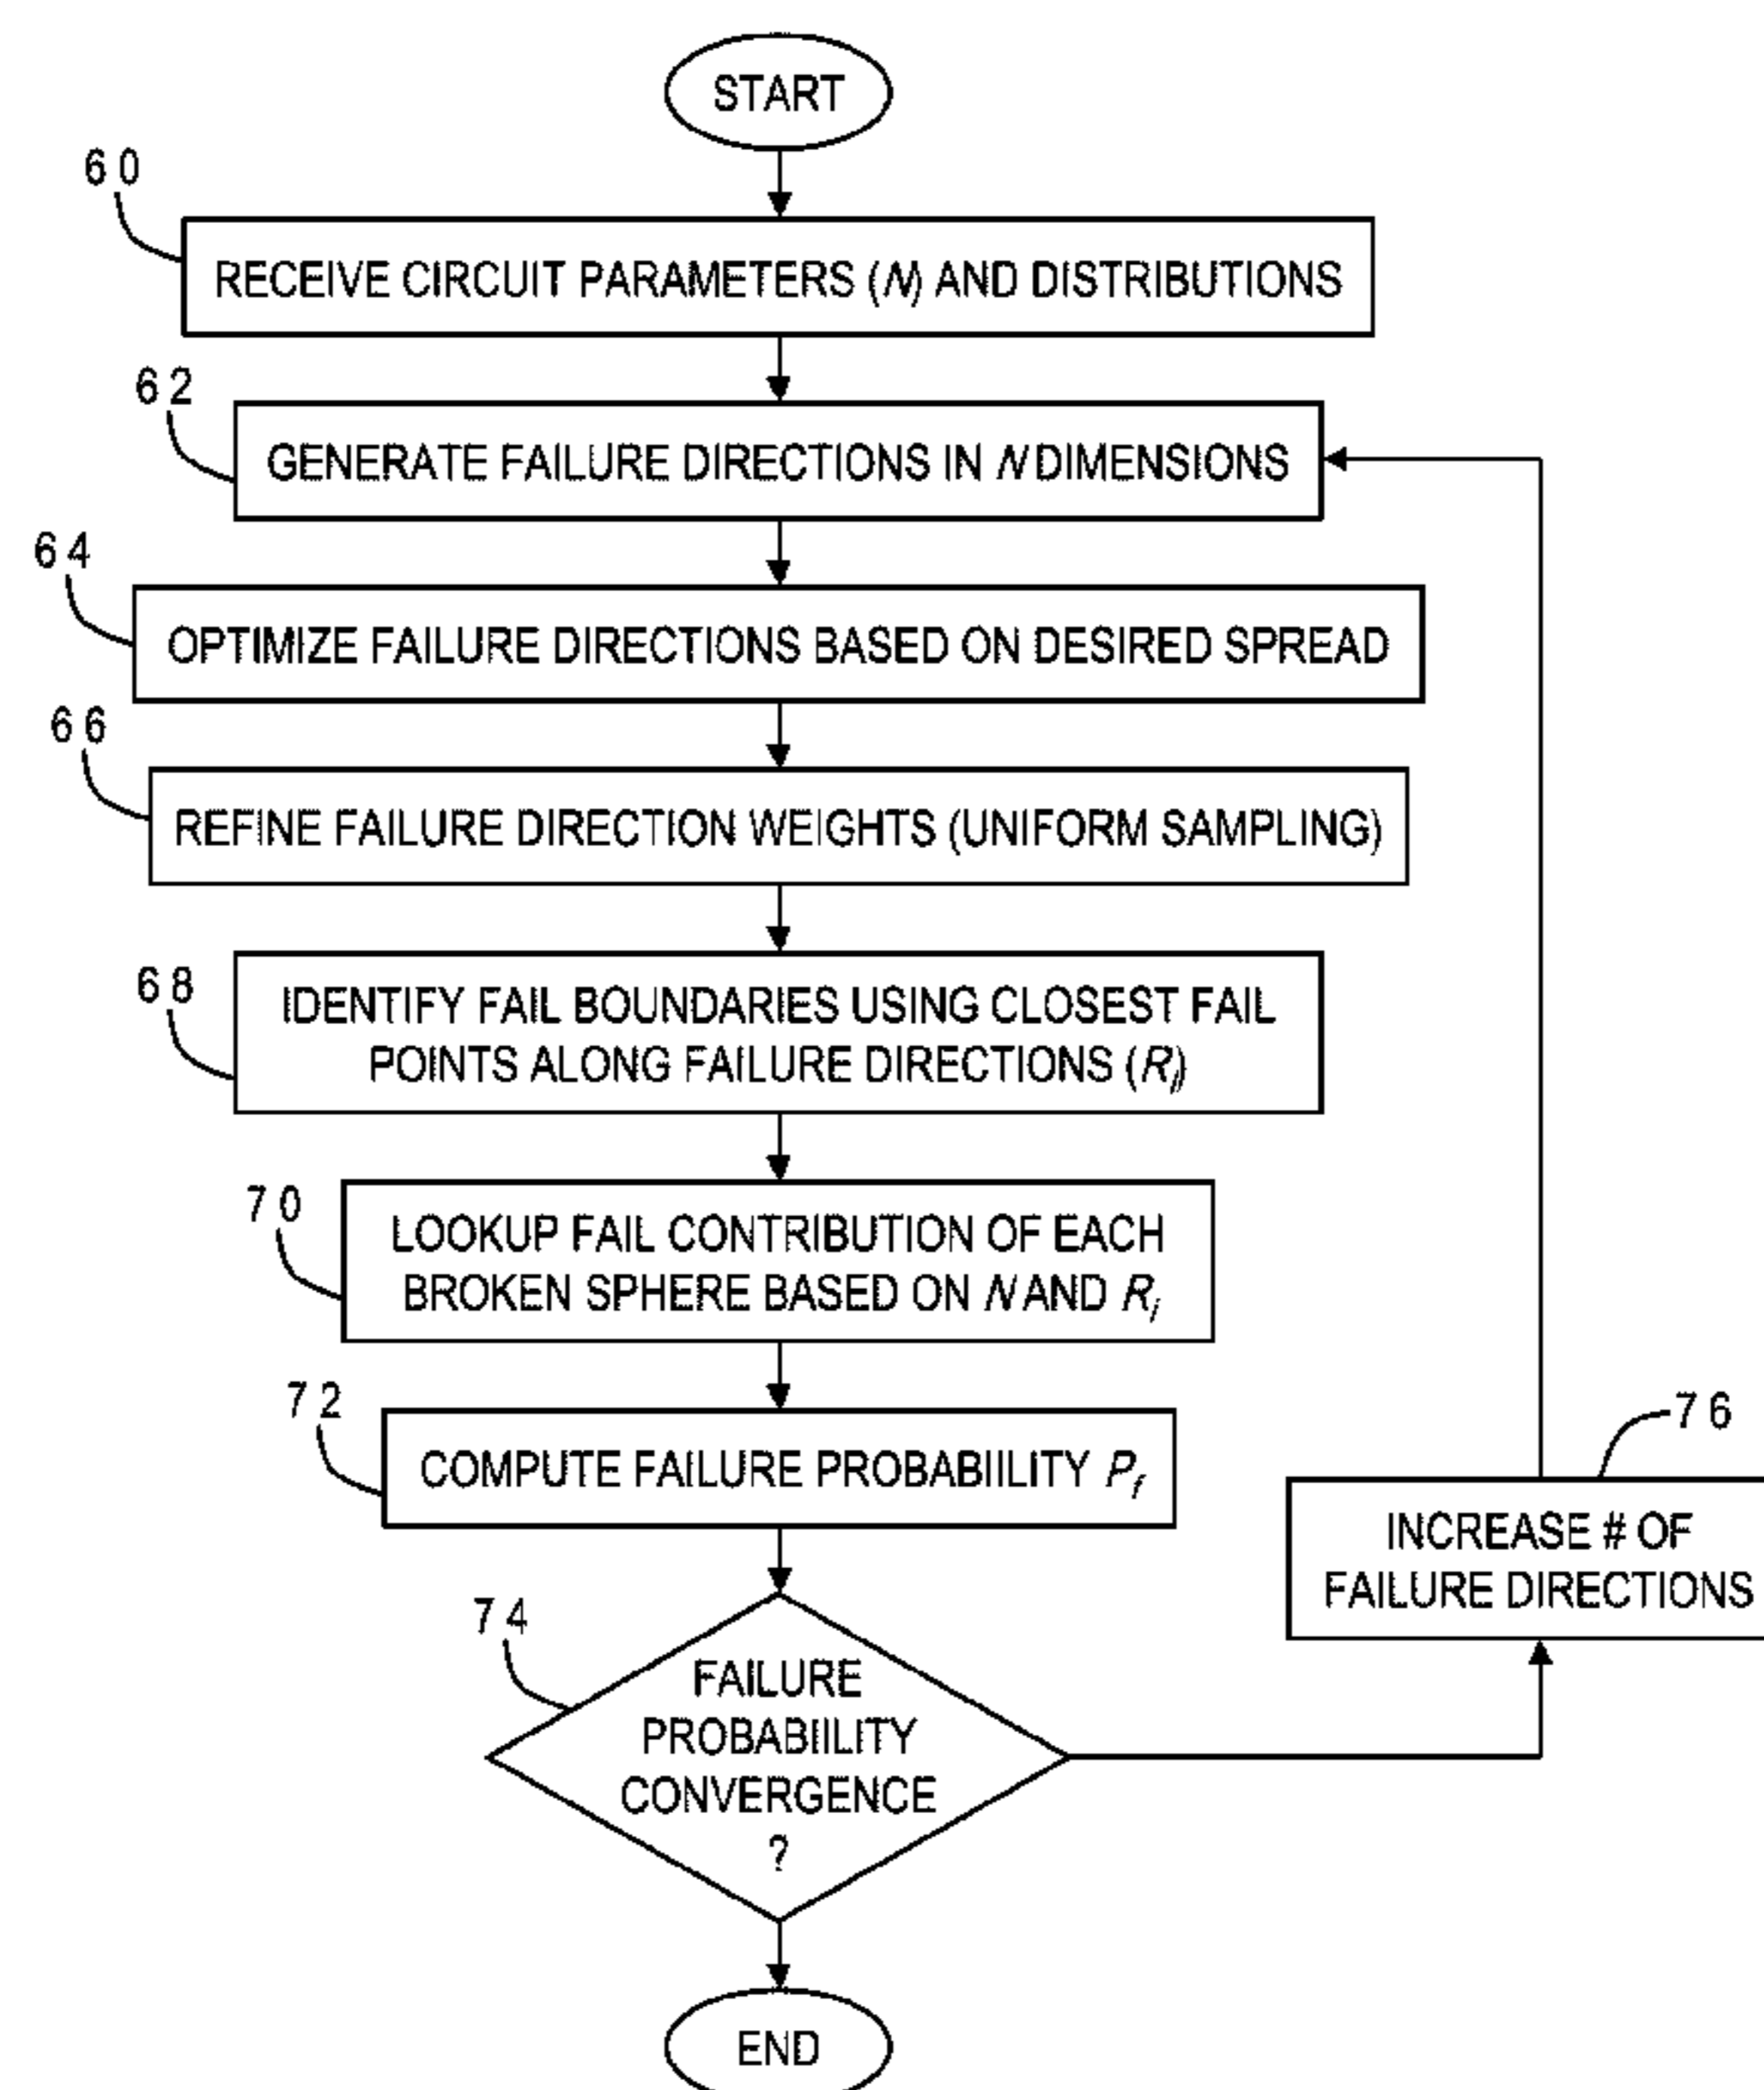 START
60
RECEIVE CIRCUIT PARAMETERS (N) AND DISTRIBUTIONS
62
GENERATE FAILURE DIRECTIONS IN N DIMENSIONS
64
OPTIMIZE FAILURE DIRECTIONS BASED ON DESIRED SPREAD
66
REFINE FAILURE DIRECTION WEIGHTS (UNIFORM SAMPLING)
68
IDENTIFY FAIL BOUNDARIES USING CLOSEST FAIL
POINTS ALONG FAILURE DIRECTIONS (Ri)
70
LOOKUP FAIL CONTRIBUTION OF EACH
BROKEN SPHERE BASED ON N AND Ri
72
COMPUTE FAILURE PROBABIILITY Pf
74
FAILURE
PROBABIILITY
CONVERGENCE
?
76
INCREASE # OF
FAILURE DIRECTIONS
END